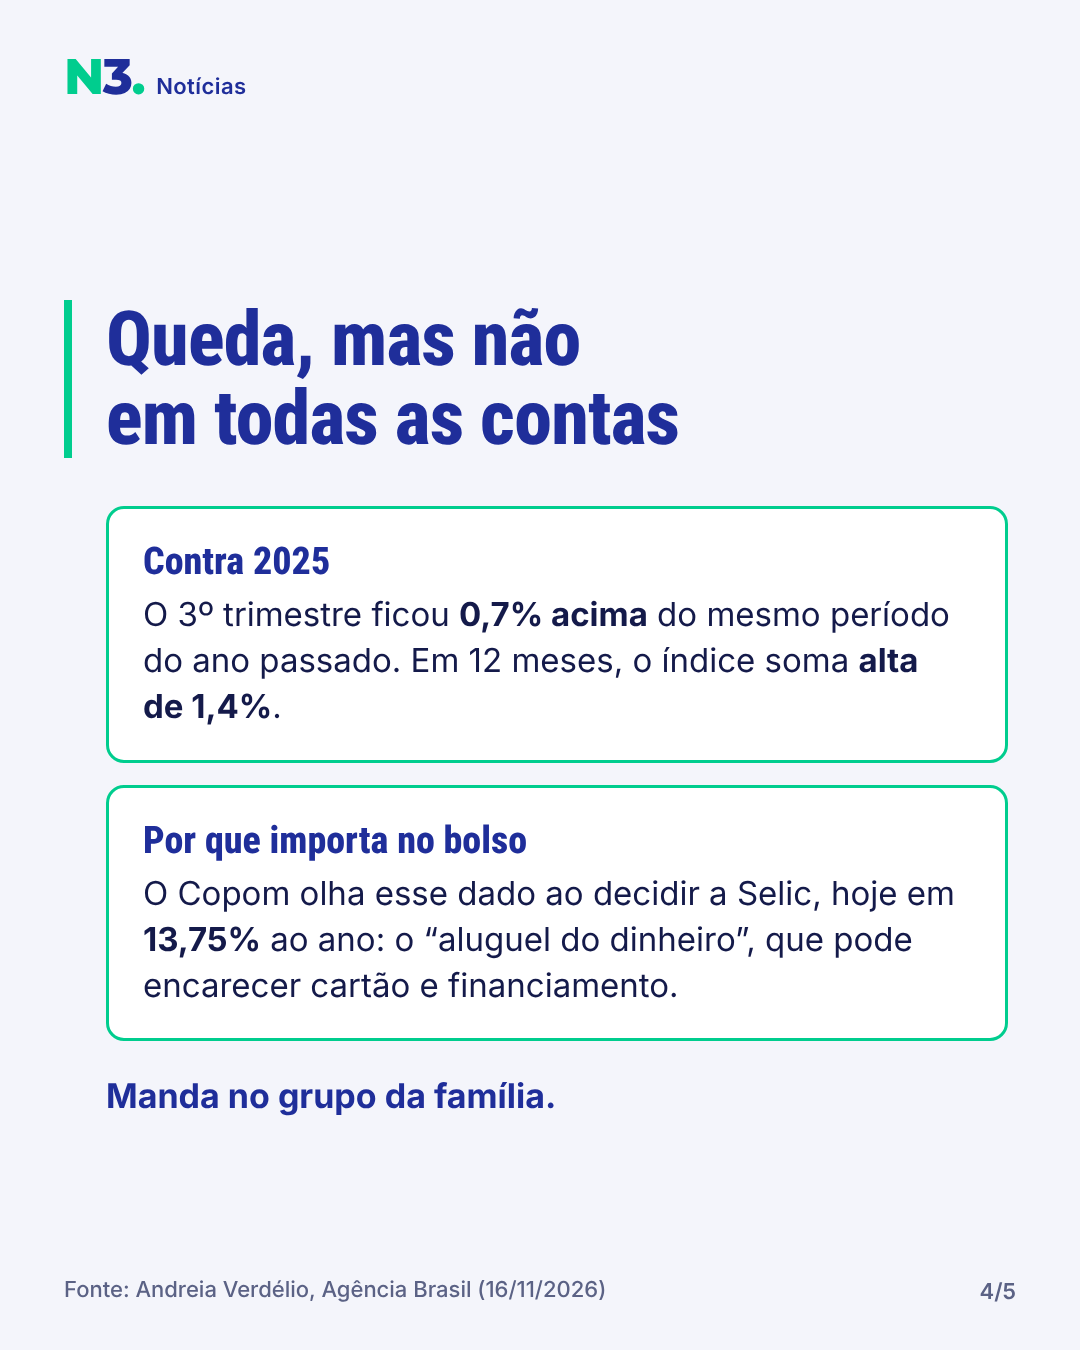 N3. Notícias
Queda, mas não
em todas as contas
Contra 2025
O 3º trimestre ficou 0,7% acima do mesmo período
do ano passado. Em 12 meses, o índice soma alta
de 1,4%.
Por que importa no bolso
O Copom olha esse dado ao decidir a Selic, hoje em
13,75% ao ano: o “aluguel do dinheiro”, que pode
encarecer cartão e financiamento.
Manda no grupo da família.
Fonte: Andreia Verdélio, Agência Brasil (16/11/2026)
4/5